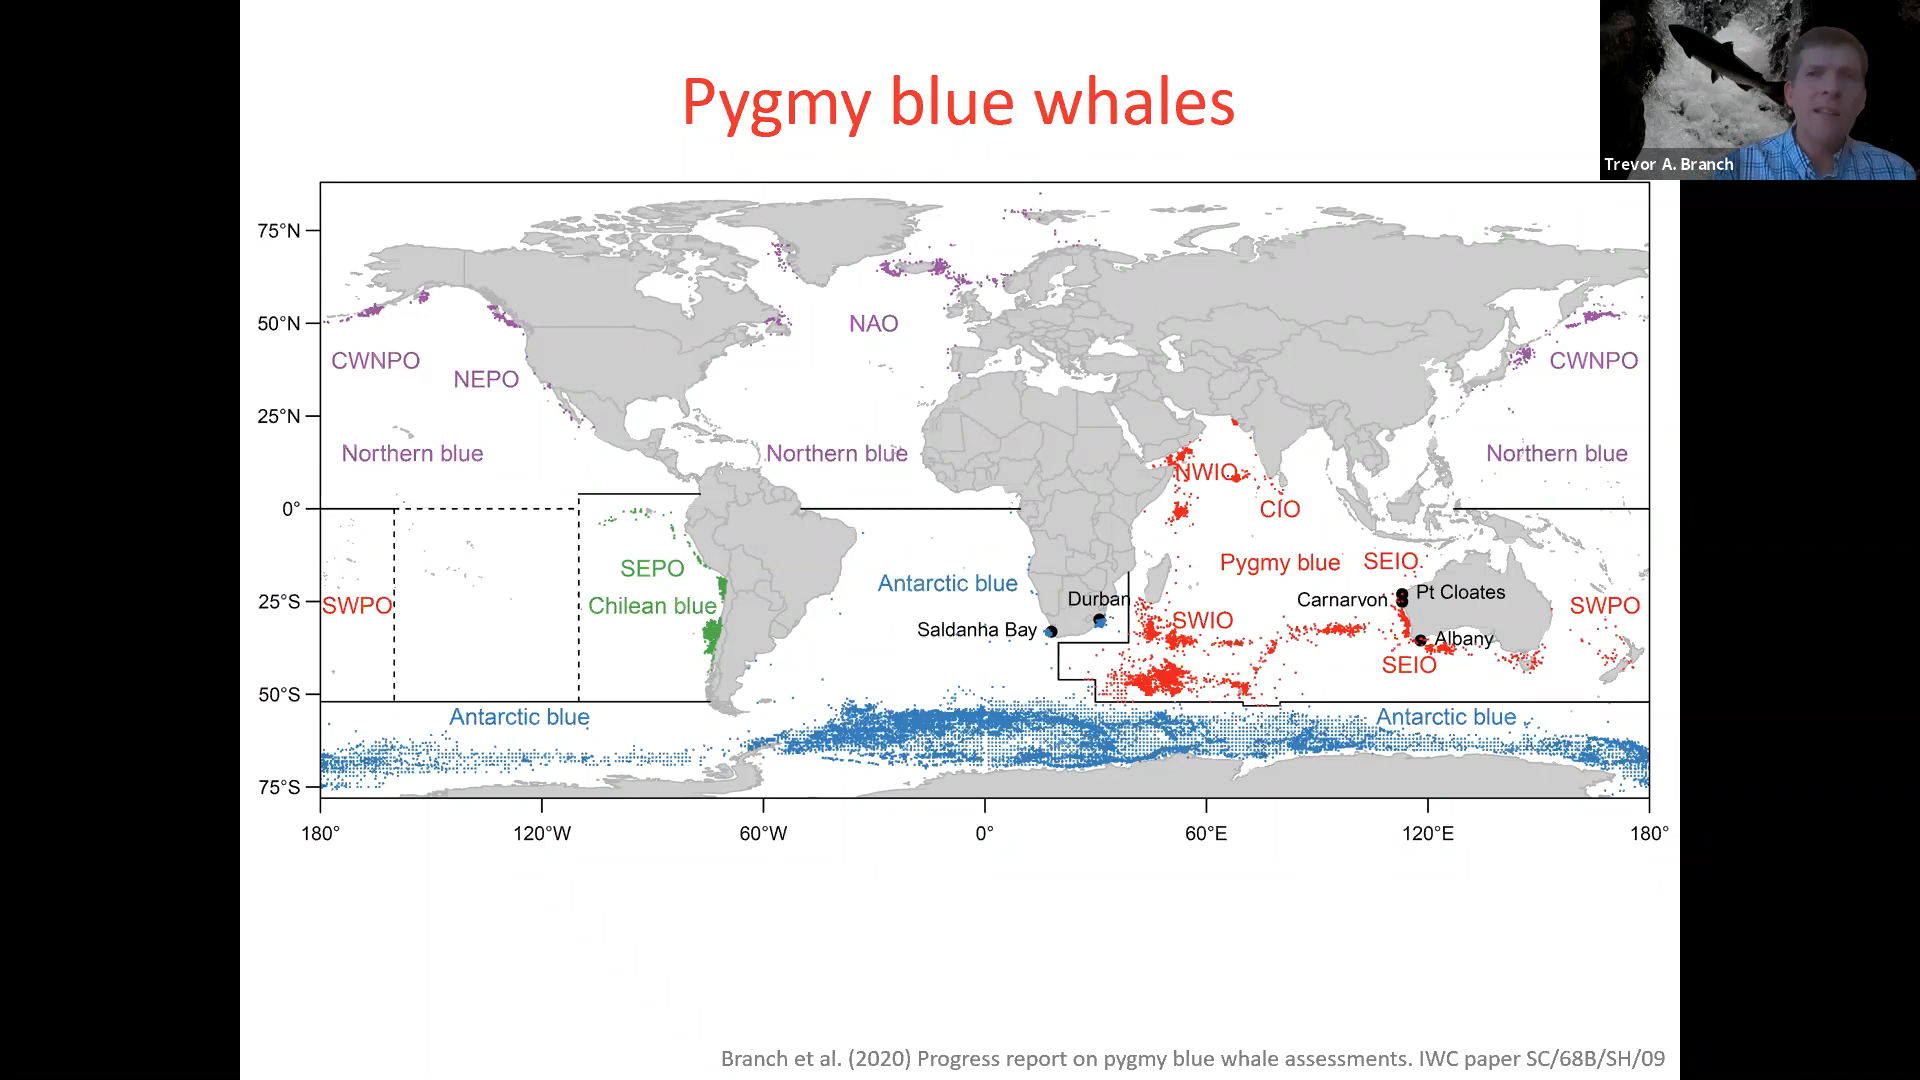 Pygmy blue whales
Trevor A. Branch
75°N
50°N
25°N
0°
25°S
50°S
75°S
180°
120°W
60°W
0°
60°E
120°E
180°
CWNPO
NEPO
NAO
CWNPO
Northern blue
Northern blue
Northern blue
NWIO
CIO
SEPO
Chilean blue
SWPO
Antarctic blue
Pygmy blue
SEIO
Durban
Saldanha Bay
SWIO
Carnarvon
Pt Cloates
Albany
SEIO
SWPO
Antarctic blue
Antarctic blue
Branch et al. (2020) Progress report on pygmy blue whale assessments. IWC paper SC/68B/SH/09